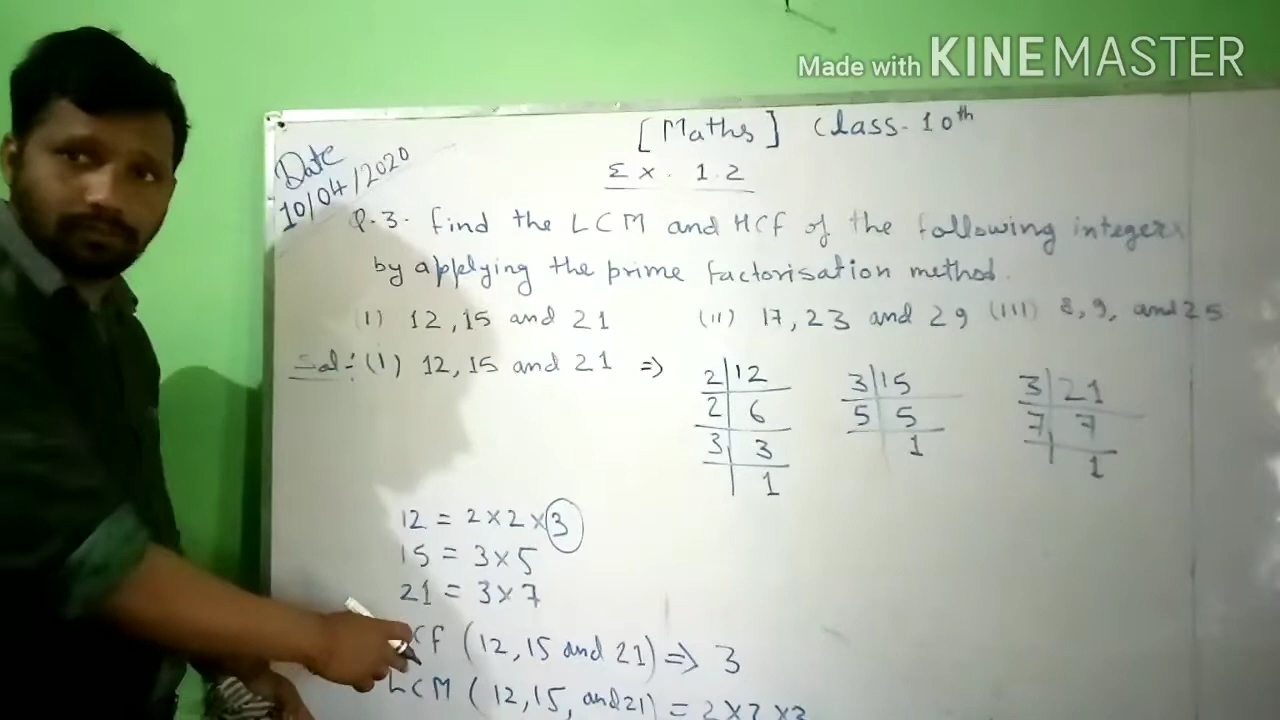 Made with KINEMASTER
[Maths] Class-10th
Date
10/04/2020
Ex. 1.2
Q.3. Find the LCM and HCF of the following integers
by applying the prime factorisation method.
(i) 12, 15 and 21 (ii) 17, 23 and 29 (iii) 8, 9, and 25
Sol:- (i) 12, 15 and 21 =>
2 | 12 3 | 15 3 | 21
2 | 6 5 | 5 7 | 7
3 | 3 1 1
1
12 = 2×2×3
15 = 3×5
21 = 3×7
CF (12, 15 and 21) => 3
LCM (12, 15, and 21) = 2×2×3